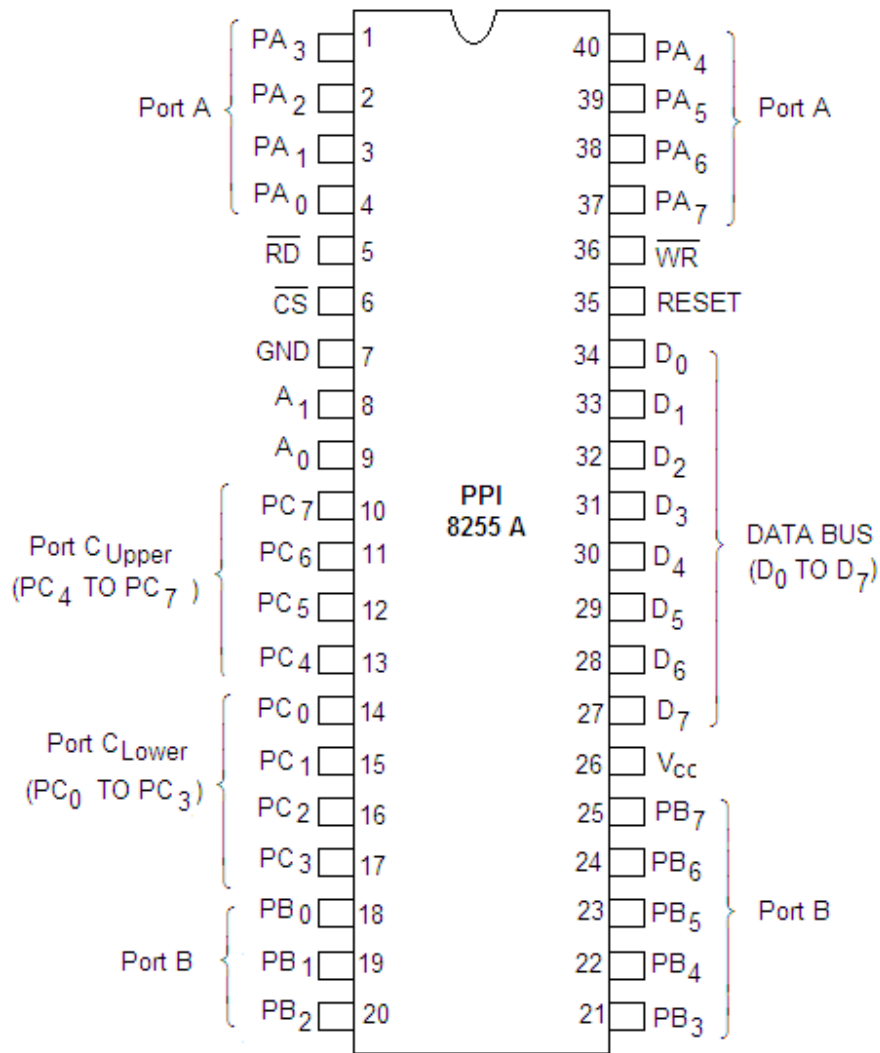 PA3 1 40 PA4
PA2 2 39 PA5
Port A Port A
PA1 3 38 PA6
PA0 4 37 PA7
R̅D̅ 5 36 W̅R̅
C̅S̅ 6 35 RESET
GND 7 34 D0
A1 8 33 D1
A0 9 32 D2
PPI
8255 A
PC7 10 31 D3
Port CUpper DATA BUS
PC6 11 30 D4
(PC4 TO PC7 ) (D0 TO D7)
PC5 12 29 D5
PC4 13 28 D6
PC0 14 27 D7
Port CLower
PC1 15 26 Vcc
(PC0 TO PC3)
PC2 16 25 PB7
PC3 17 24 PB6
PB0 18 23 PB5
Port B Port B
PB1 19 22 PB4
PB2 20 21 PB3